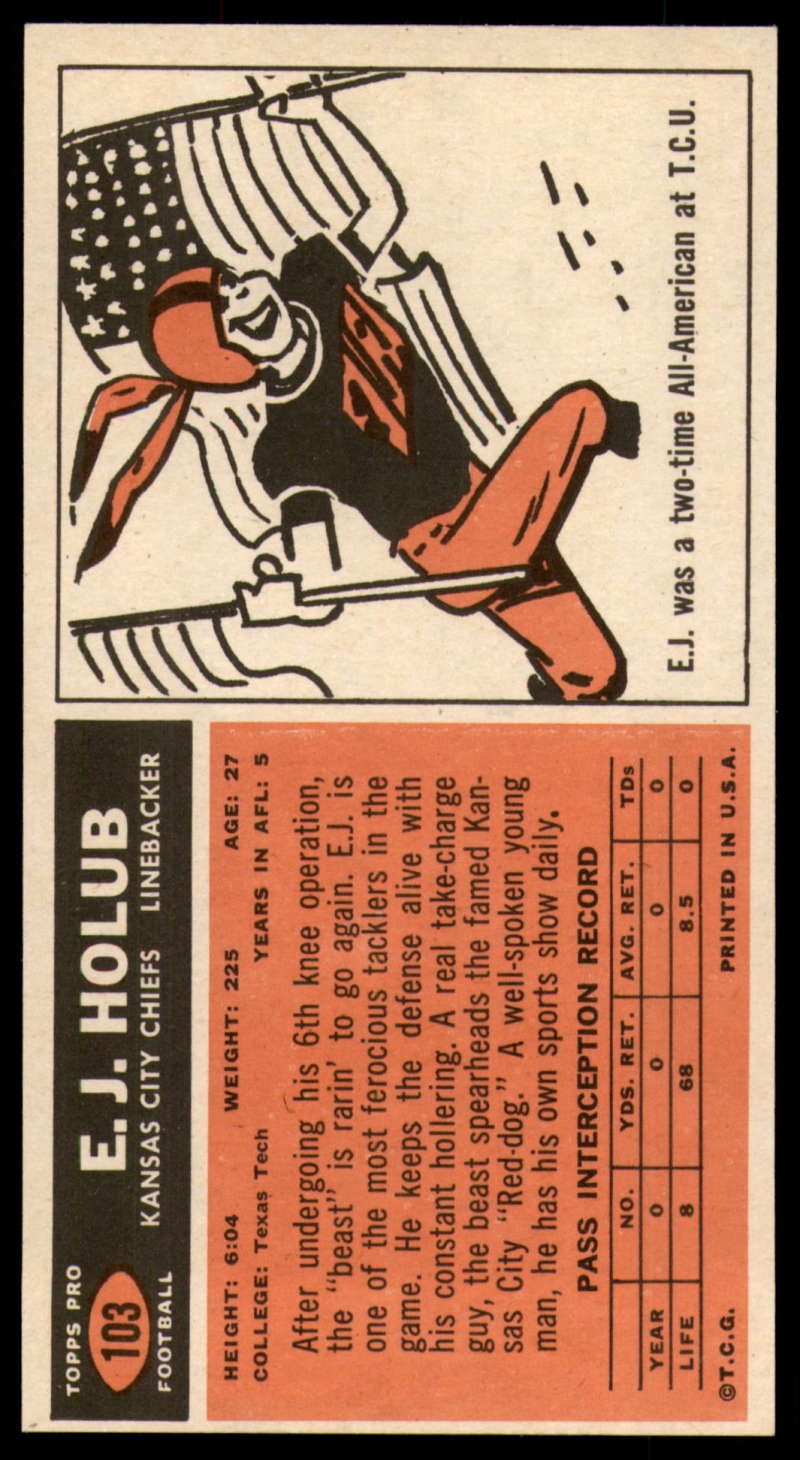 TOPPS PRO
103
FOOTBALL
E. J. HOLUB
KANSAS CITY CHIEFS LINEBACKER
HEIGHT: 6:04 WEIGHT: 225 AGE: 27
COLLEGE: Texas Tech YEARS IN AFL: 5
After undergoing his 6th knee operation,
the "beast" is rarin' to go again. E.J. is
one of the most ferocious tacklers in the
game. He keeps the defense alive with
his constant hollering. A real take-charge
guy, the beast spearheads the famed Kan-
sas City "Red-dog." A well-spoken young
man, he has his own sports show daily.
PASS INTERCEPTION RECORD
NO. YDS. RET. AVG. RET. TDs
YEAR 0 0 0 0
LIFE 8 68 8.5 0
©T.C.G. PRINTED IN U.S.A.
E.J. was a two-time All-American at T.C.U.